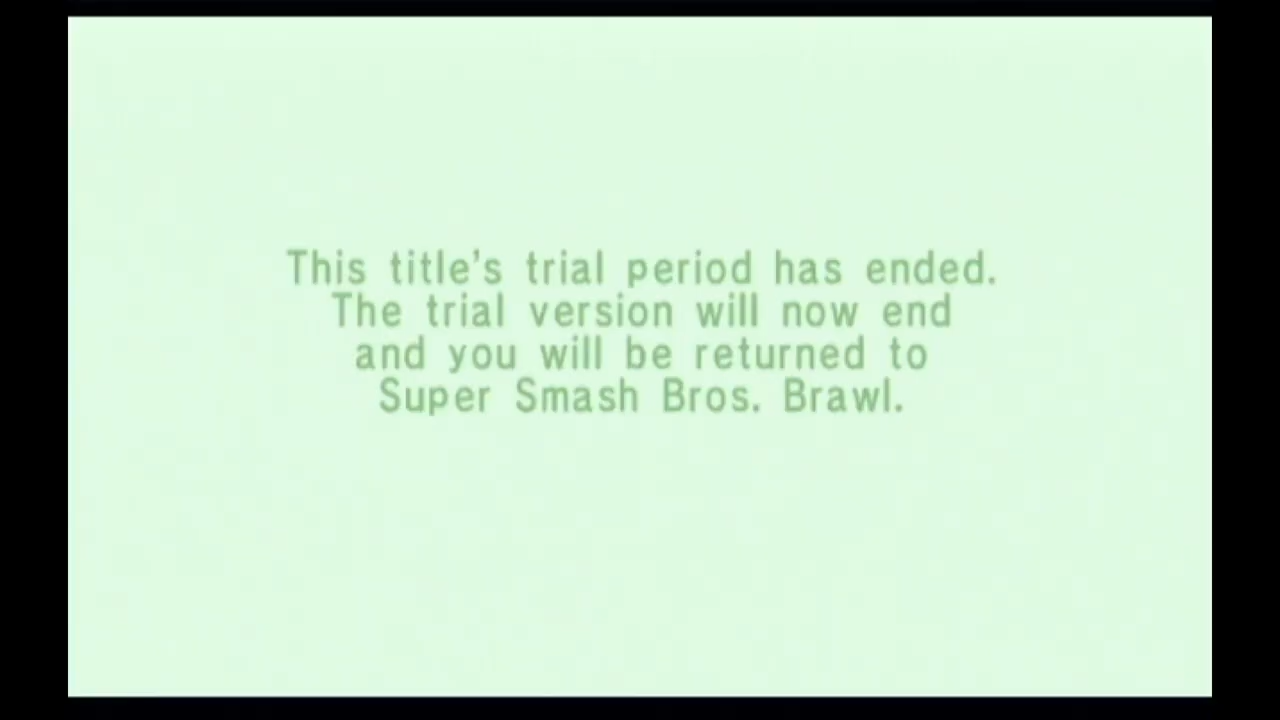 This title's trial period has ended.
The trial version will now end
and you will be returned to
Super Smash Bros. Brawl.